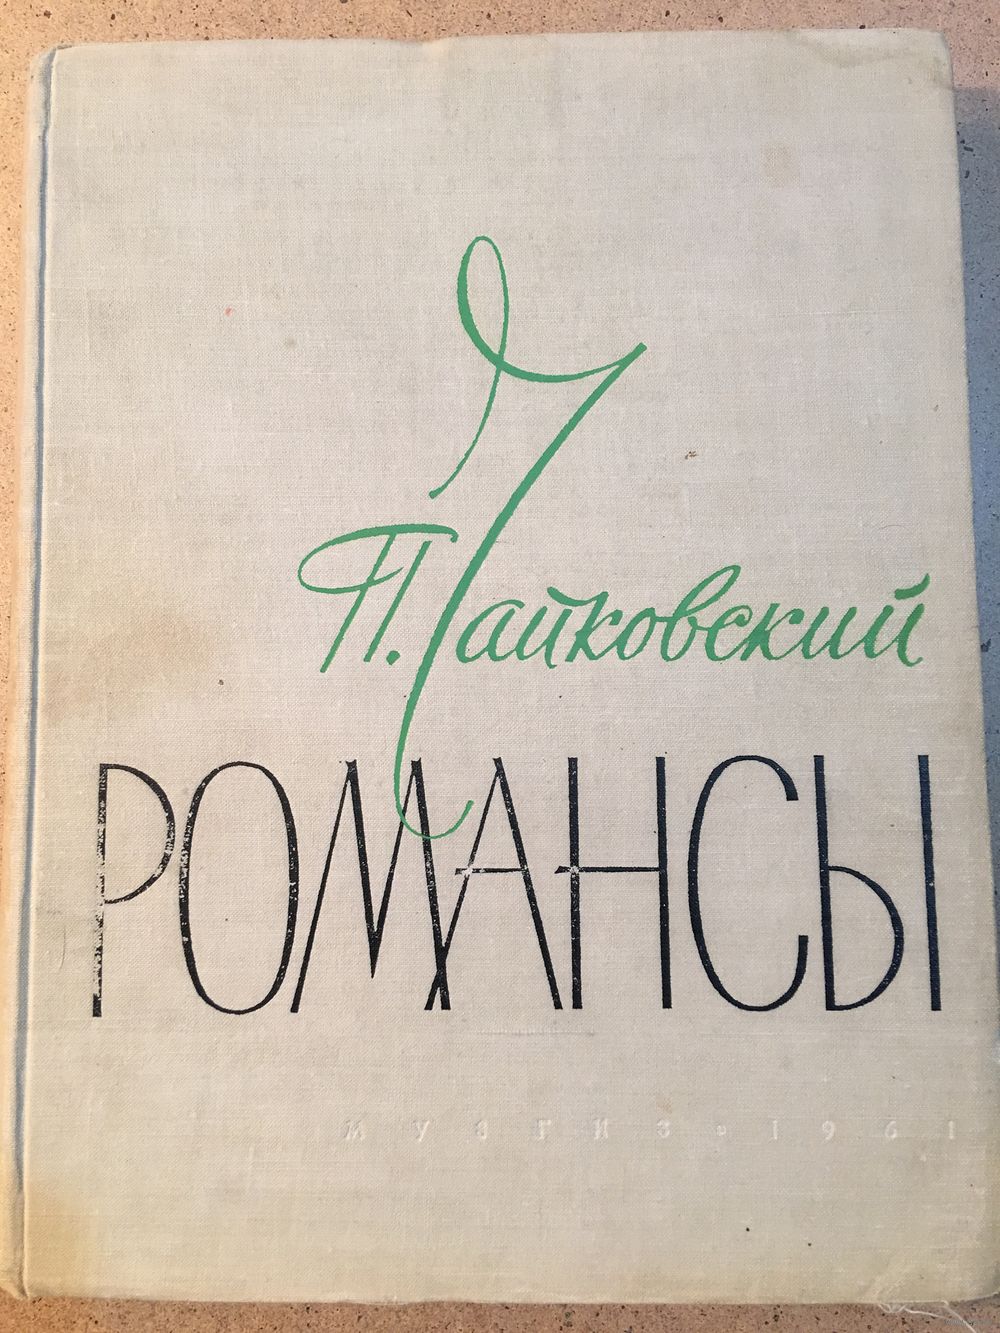 П. Чайковский
РОМАНСЫ
МУЗГИЗ • 1961